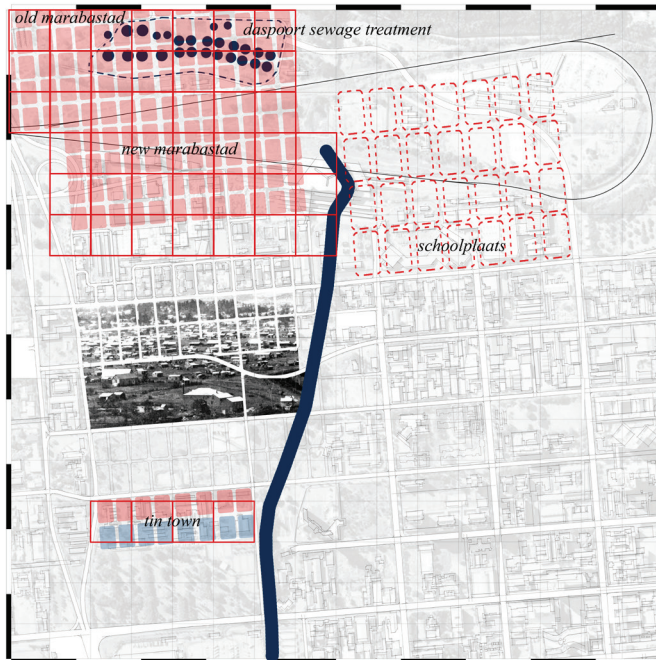 old marabastad
daspoort sewage treatment
new marabastad
schoolplaats
tin town